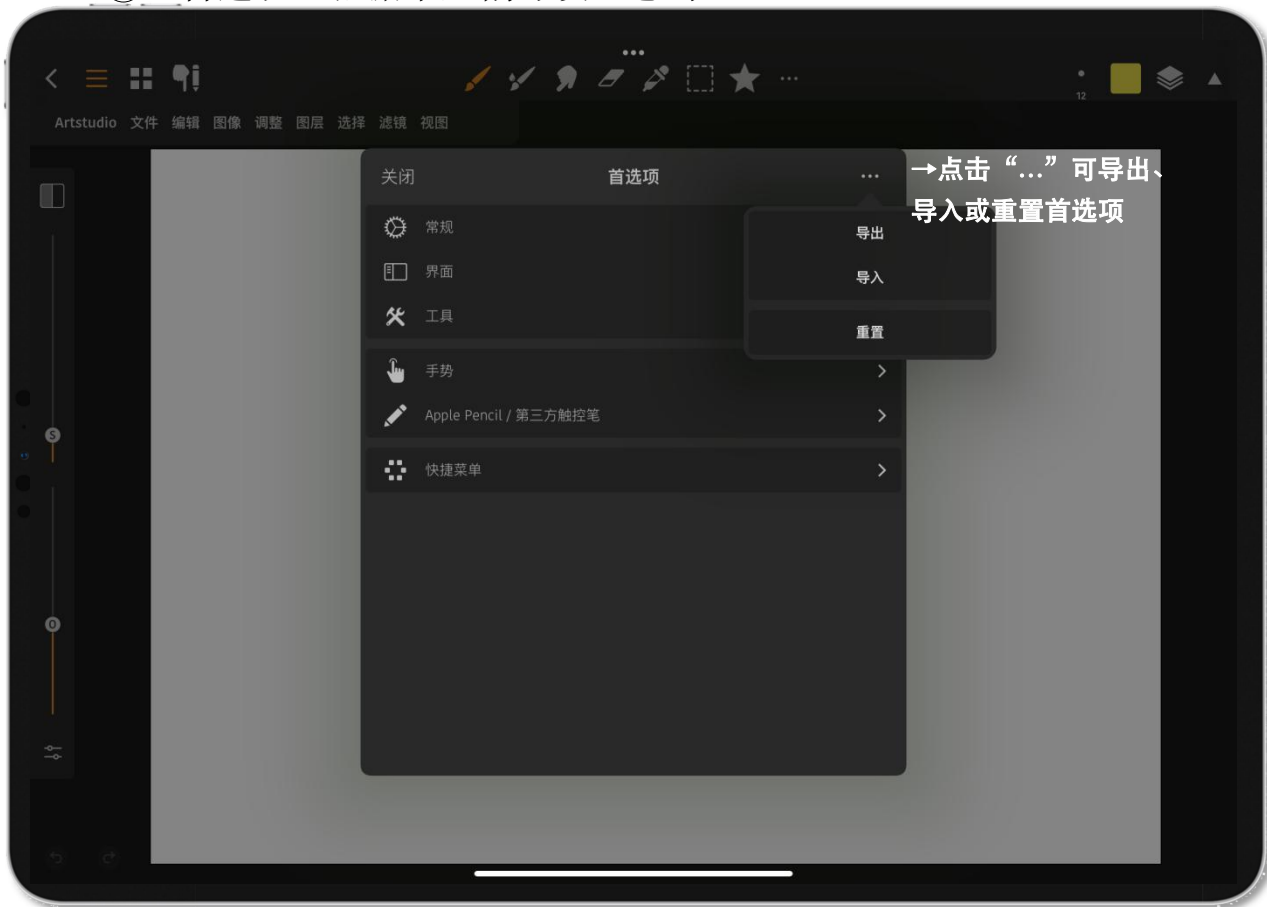 12
Artstudio 文件 编辑 图像 调整 图层 选择 滤镜 视图
关闭 首选项 ...
→点击“...”可导出、
导入或重置首选项
常规
导出
界面
导入
工具
重置
手势
Apple Pencil / 第三方触控笔
S
快捷菜单
O